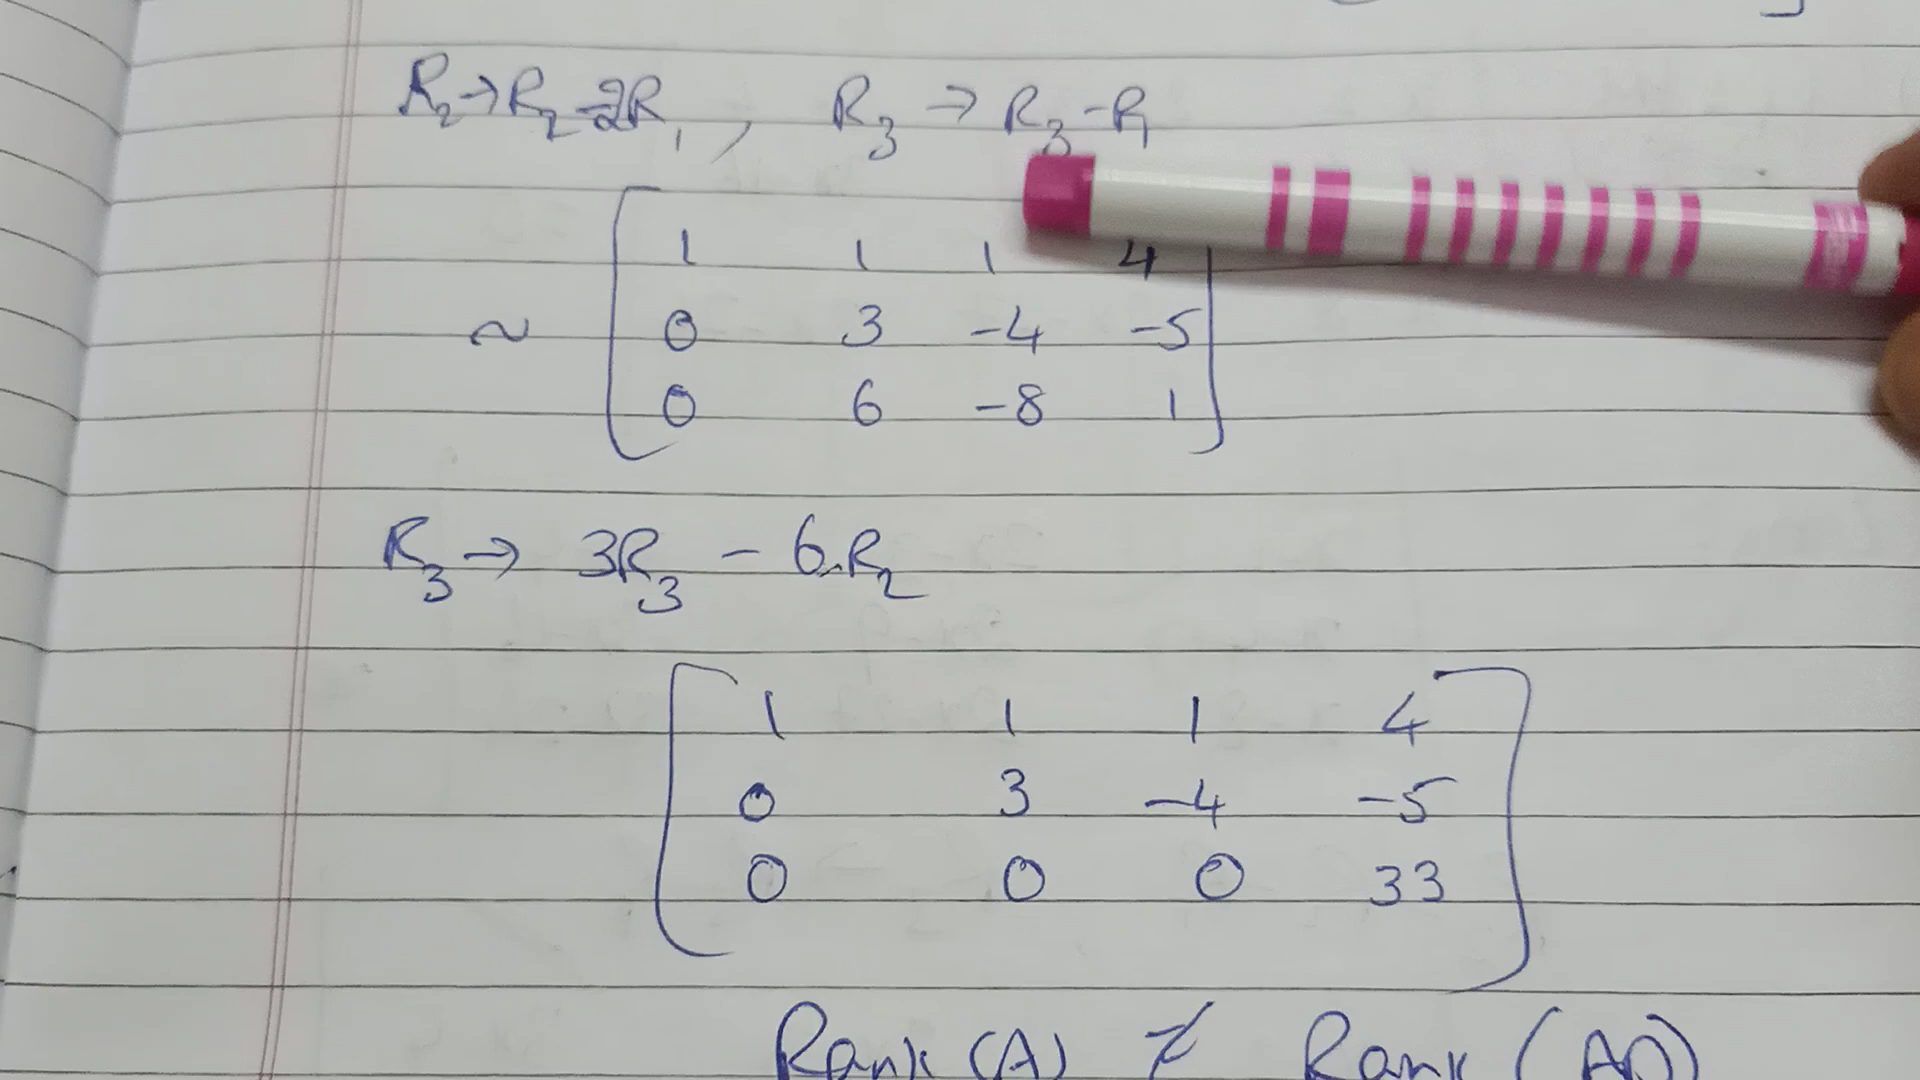 R₂→R₂-2R₁, R₃→R₃-R₁
1 1 1 4
~ 0 3 -4 -5
0 6 -8 1
R₃→ 3R₃ - 6R₂
1 1 1 4
0 3 -4 -5
0 0 0 33
Rank (A) ≠ Rank (AD)